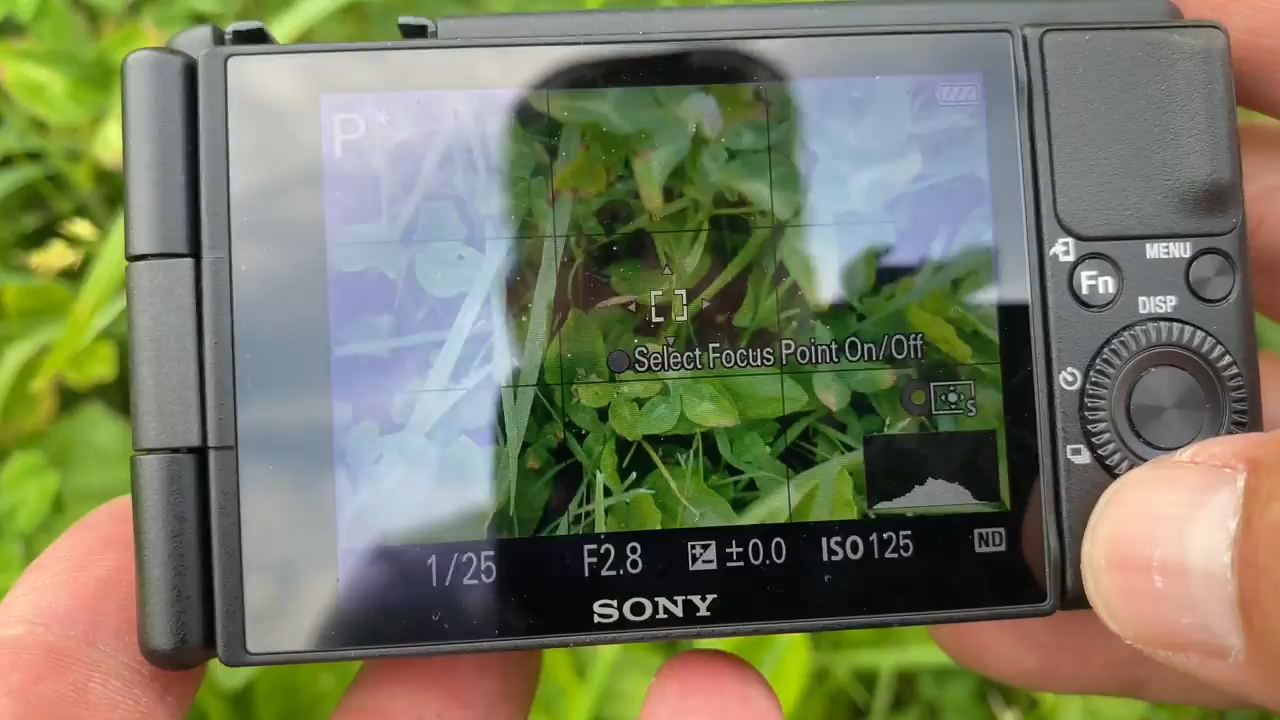 P*
MENU
Fn
DISP
Select Focus Point On/Off
S
1/25 F2.8 ±0.0 ISO125 ND
SONY